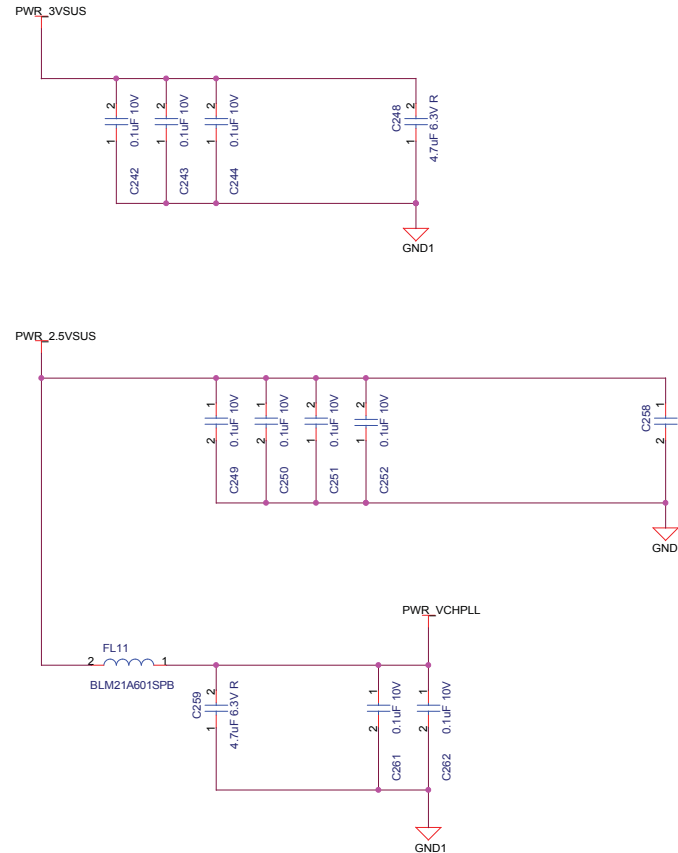 PWR_3VSUS
2
1
0.1uF 10V
C242
2
1
0.1uF 10V
C243
2
1
0.1uF 10V
C244
C248
2
1
4.7uF 6.3V R
GND1
PWR_2.5VSUS
1
2
0.1uF 10V
C249
1
2
0.1uF 10V
C250
2
1
0.1uF 10V
C251
2
1
0.1uF 10V
C252
C258
1
2
GND
PWR_VCHPLL
FL11
2
1
BLM21A601SPB
C259
2
1
4.7uF 6.3V R
1
2
0.1uF 10V
C261
1
2
0.1uF 10V
C262
GND1